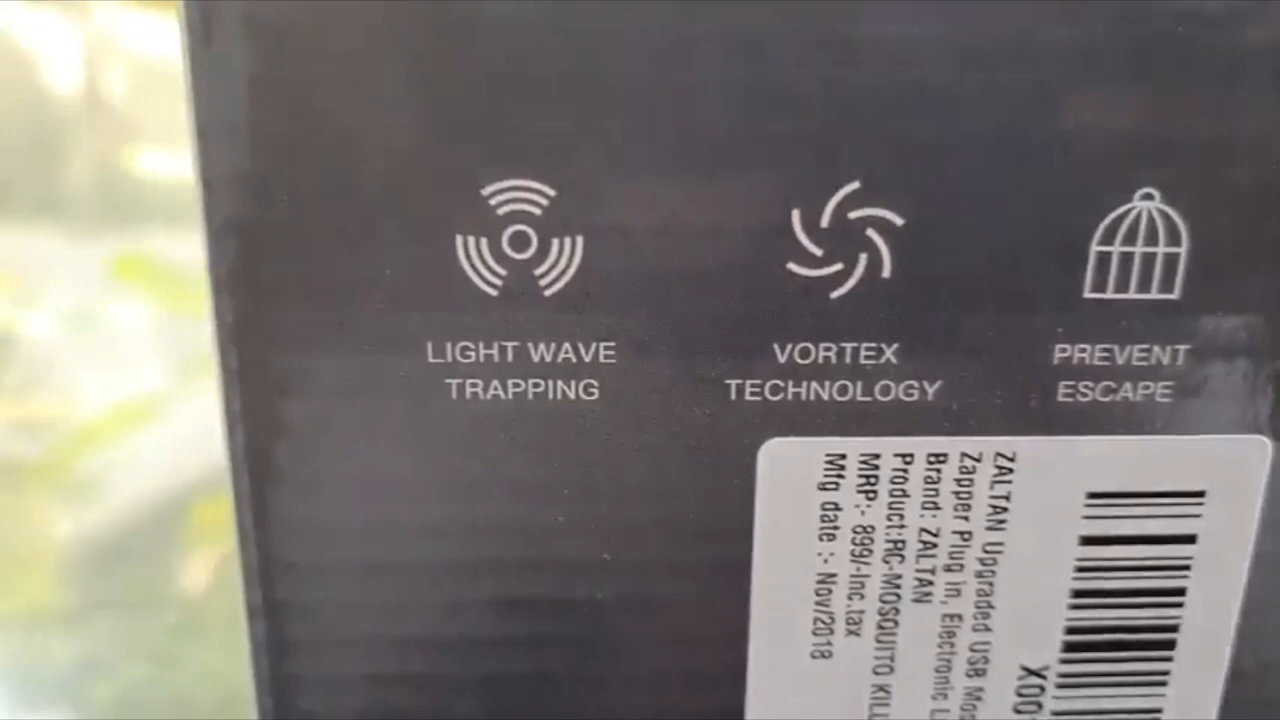 LIGHT WAVE
TRAPPING
VORTEX
TECHNOLOGY
PREVENT
ESCAPE
ZALTAN Upgraded USB
Zapper Plug in, Electronic
Brand: ZALTAN
Product:RC-MOSQUITO
MRP:- 899/-Inc.tax
Mfg date :- Nov/2018